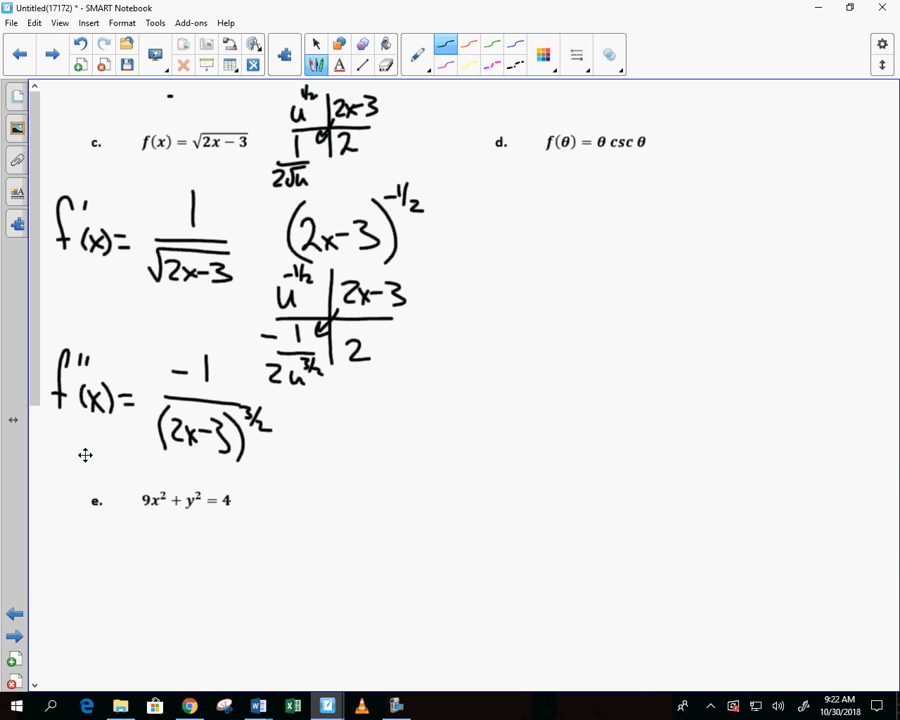 Untitled(17172) * - SMART Notebook
File Edit View Insert Format Tools Add-ons Help
c. f(x) = √(2x − 3)
u^1/2 | 2x-3
1/(2√u) | 2
d. f(θ) = θ csc θ
f'(x) = 1/√(2x-3)
(2x-3)^-1/2
u^-1/2 | 2x-3
-1/(2u^3/2) | 2
f''(x) = -1/(2x-3)^3/2
e. 9x² + y² = 4
9:22 AM
10/30/2018